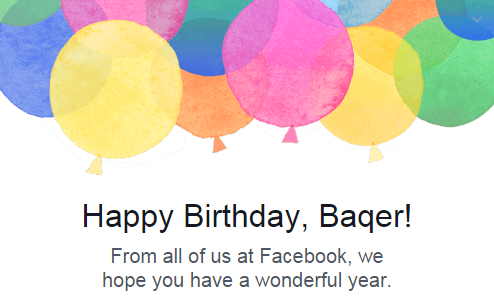 Happy Birthday, Baqer!
From all of us at Facebook, we
hope you have a wonderful year.